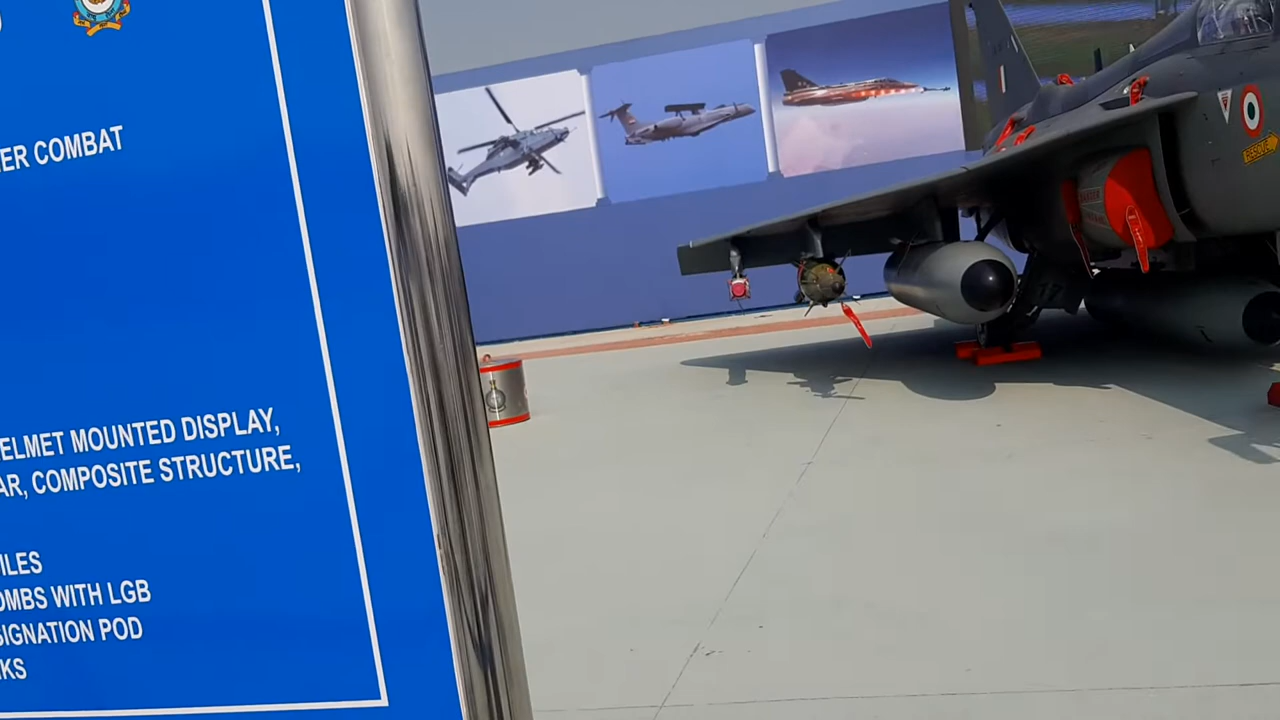 ER COMBAT
ELMET MOUNTED DISPLAY,
AR, COMPOSITE STRUCTURE,
ILES
OMBS WITH LGB
SIGNATION POD
KS
RESCUE